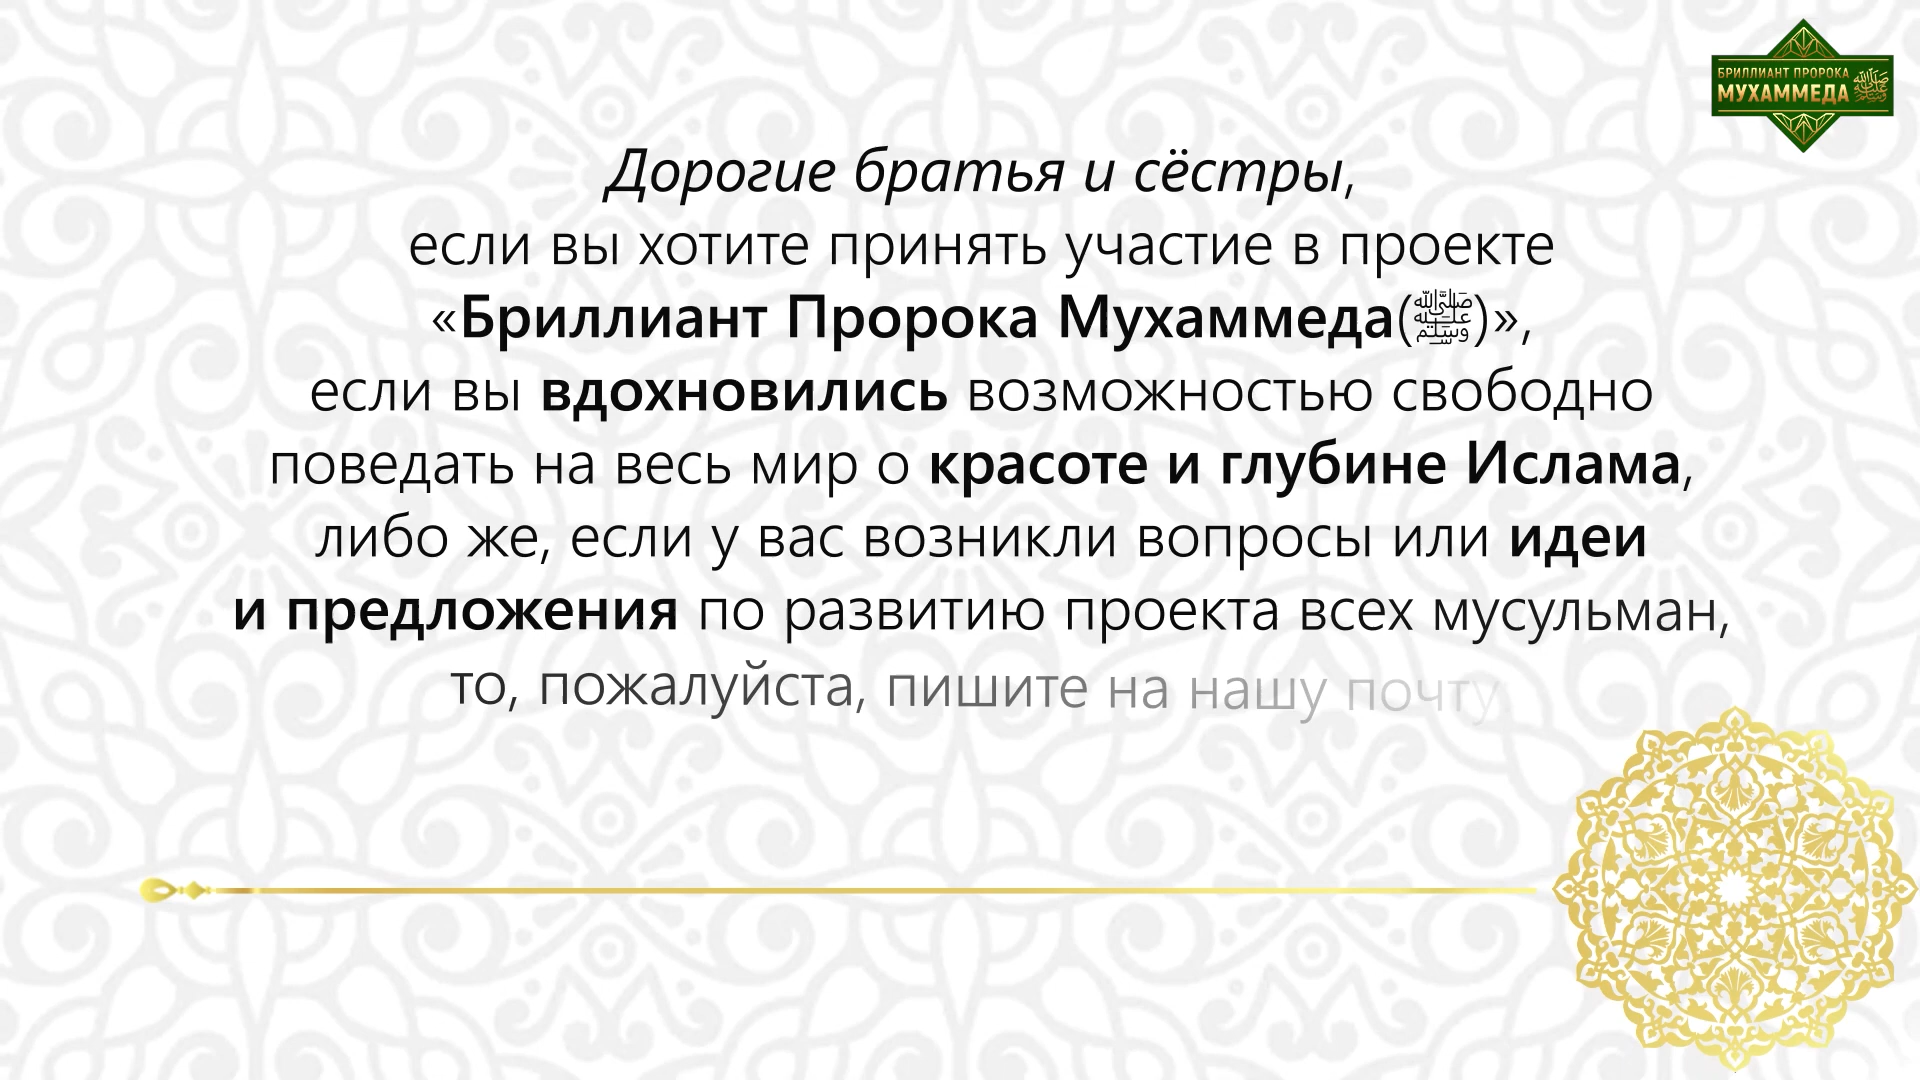 БРИЛЛИАНТ ПРОРОКА
МУХАММЕДА ﷺ
Дорогие братья и сёстры,
если вы хотите принять участие в проекте
«Бриллиант Пророка Мухаммеда(ﷺ)»,
если вы вдохновились возможностью свободно
поведать на весь мир о красоте и глубине Ислама,
либо же, если у вас возникли вопросы или идеи
и предложения по развитию проекта всех мусульман,
то, пожалуйста, пишите на нашу почту.